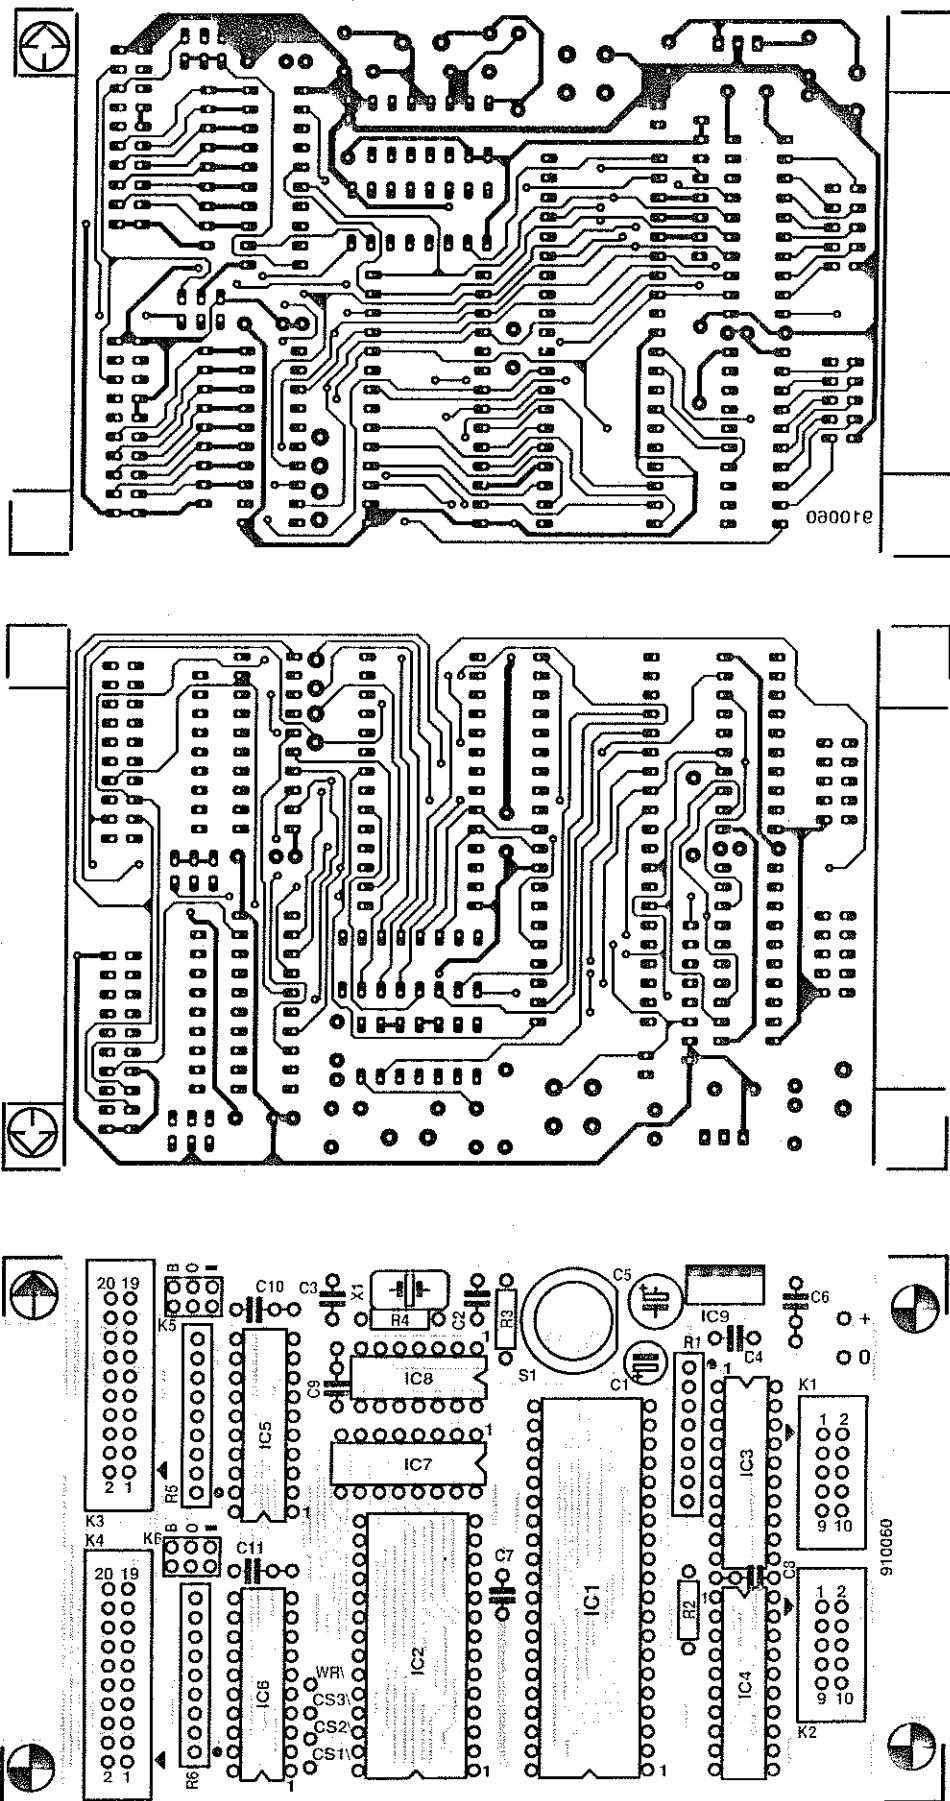 910060
20 19
B
O
I
K5
C10
C3
X1
R4
C2
R3
C5
IC9
C6
+
0
R1
C4
S1
C1
1
C9
IC8
1
IC5
IC7
1
IC3
K1
1 2
9 10
2 1
R5
1
K3
K4
K6
B
O
I
C11
C7
IC1
C8
910060
20 19
R2
1
1 2
IC2
IC6
WR\
CS3\
CS2\
CS1\
IC4
9 10
K2
2 1
R6
1
1
1